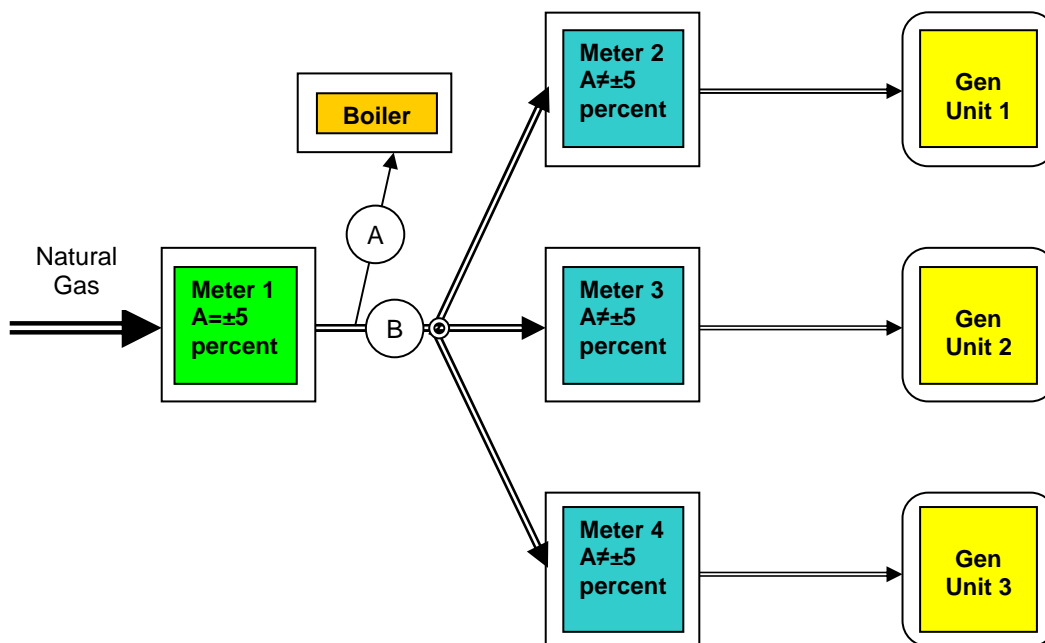 Natural
Gas
Meter 1
A=±5
percent
Boiler
A
B
Meter 2
A≠±5
percent
Gen
Unit 1
Meter 3
A≠±5
percent
Gen
Unit 2
Meter 4
A≠±5
percent
Gen
Unit 3